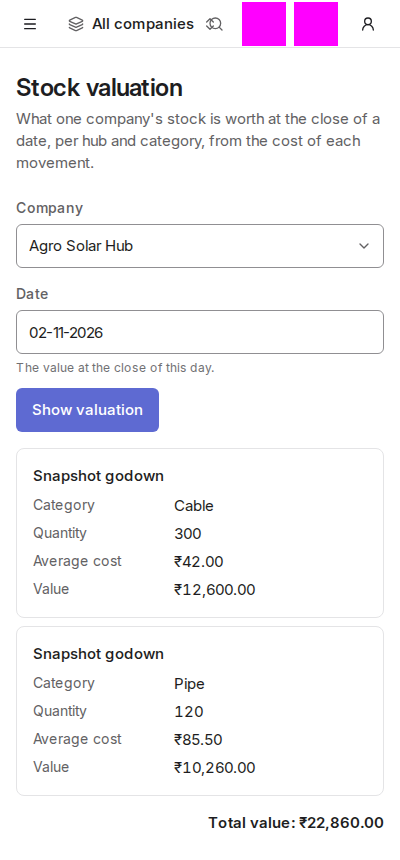 All companies
Stock valuation
What one company's stock is worth at the close of a
date, per hub and category, from the cost of each
movement.
Company
Agro Solar Hub
Date
02-11-2026
The value at the close of this day.
Show valuation
Snapshot godown
Category Cable
Quantity 300
Average cost ₹42.00
Value ₹12,600.00
Snapshot godown
Category Pipe
Quantity 120
Average cost ₹85.50
Value ₹10,260.00
Total value: ₹22,860.00